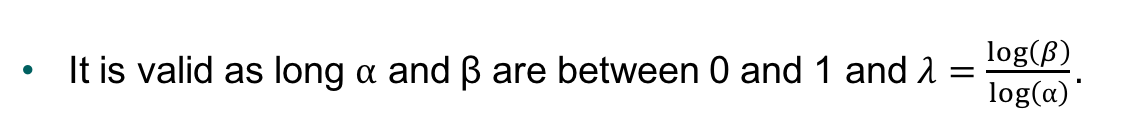 • It is valid as long α and β are between 0 and 1 and λ = log(β)/log(α).